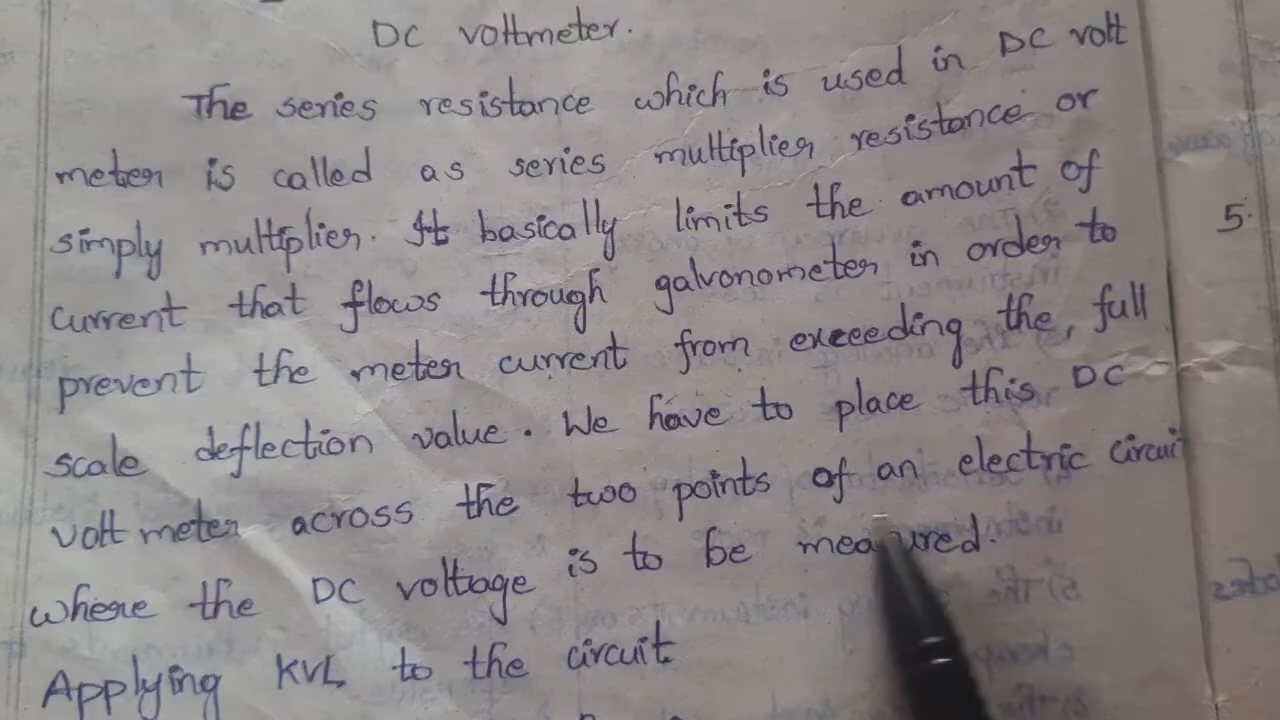 DC voltmeter.
The series resistance which is used in DC volt
meter is called as series multiplier resistance or
simply multiplier. It basically limits the amount of
current that flows through galvonometer in order to
prevent the meter current from exceeding the, full
scale deflection value. We have to place this DC
volt meter across the two points of an electric circuit
where the DC voltage is to be measured.
Applying KVL to the circuit
5.